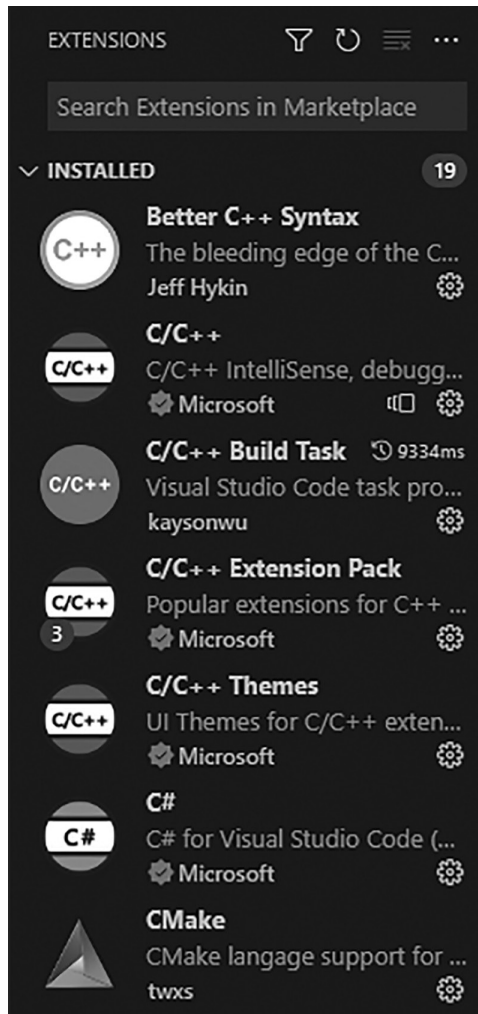 EXTENSIONS
Search Extensions in Marketplace
INSTALLED 19
C++
Better C++ Syntax
The bleeding edge of the C...
Jeff Hykin
C/C++
C/C++
C/C++ IntelliSense, debugg...
Microsoft
C/C++
C/C++ Build Task 9334ms
Visual Studio Code task pro...
kaysonwu
C/C++
3
C/C++ Extension Pack
Popular extensions for C++ ...
Microsoft
C/C++
C/C++ Themes
UI Themes for C/C++ exten...
Microsoft
C#
C#
C# for Visual Studio Code (...
Microsoft
CMake
CMake langage support for ...
twxs